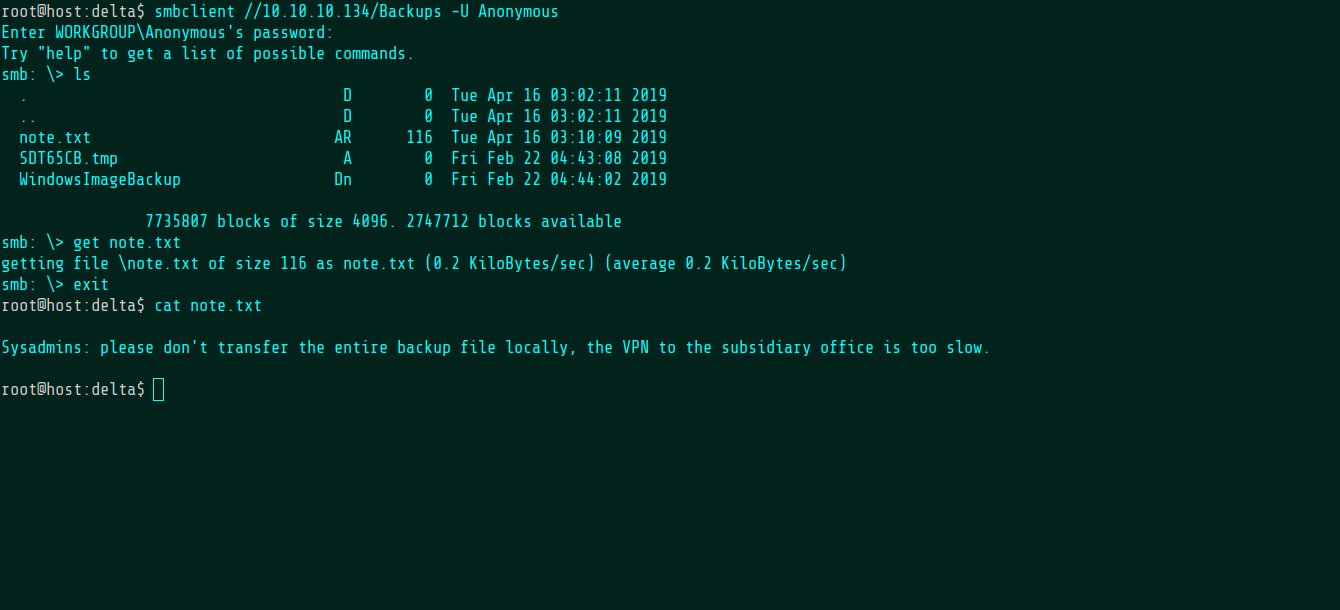 root@host:delta$ smbclient //10.10.10.134/Backups -U Anonymous
Enter WORKGROUP\Anonymous's password:
Try "help" to get a list of possible commands.
smb: \> ls
  .                                   D        0  Tue Apr 16 03:02:11 2019
  ..                                  D        0  Tue Apr 16 03:02:11 2019
  note.txt                           AR      116  Tue Apr 16 03:10:09 2019
  SDT65CB.tmp                         A        0  Fri Feb 22 04:43:08 2019
  WindowsImageBackup                 Dn        0  Fri Feb 22 04:44:02 2019
                7735807 blocks of size 4096. 2747712 blocks available
smb: \> get note.txt
getting file \note.txt of size 116 as note.txt (0.2 KiloBytes/sec) (average 0.2 KiloBytes/sec)
smb: \> exit
root@host:delta$ cat note.txt
Sysadmins: please don't transfer the entire backup file locally, the VPN to the subsidiary office is too slow.
root@host:delta$